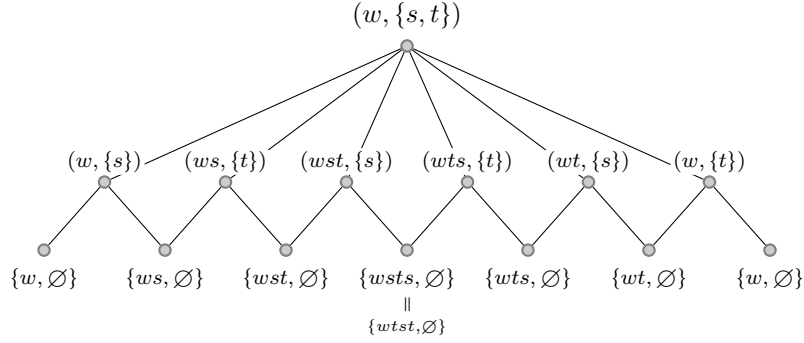 (w, {s, t})
(w, {s}) (ws, {t}) (wst, {s}) (wts, {t}) (wt, {s}) (w, {t})
{w, ∅} {ws, ∅} {wst, ∅} {wsts, ∅} {wts, ∅} {wt, ∅} {w, ∅}
=
{wtst,∅}